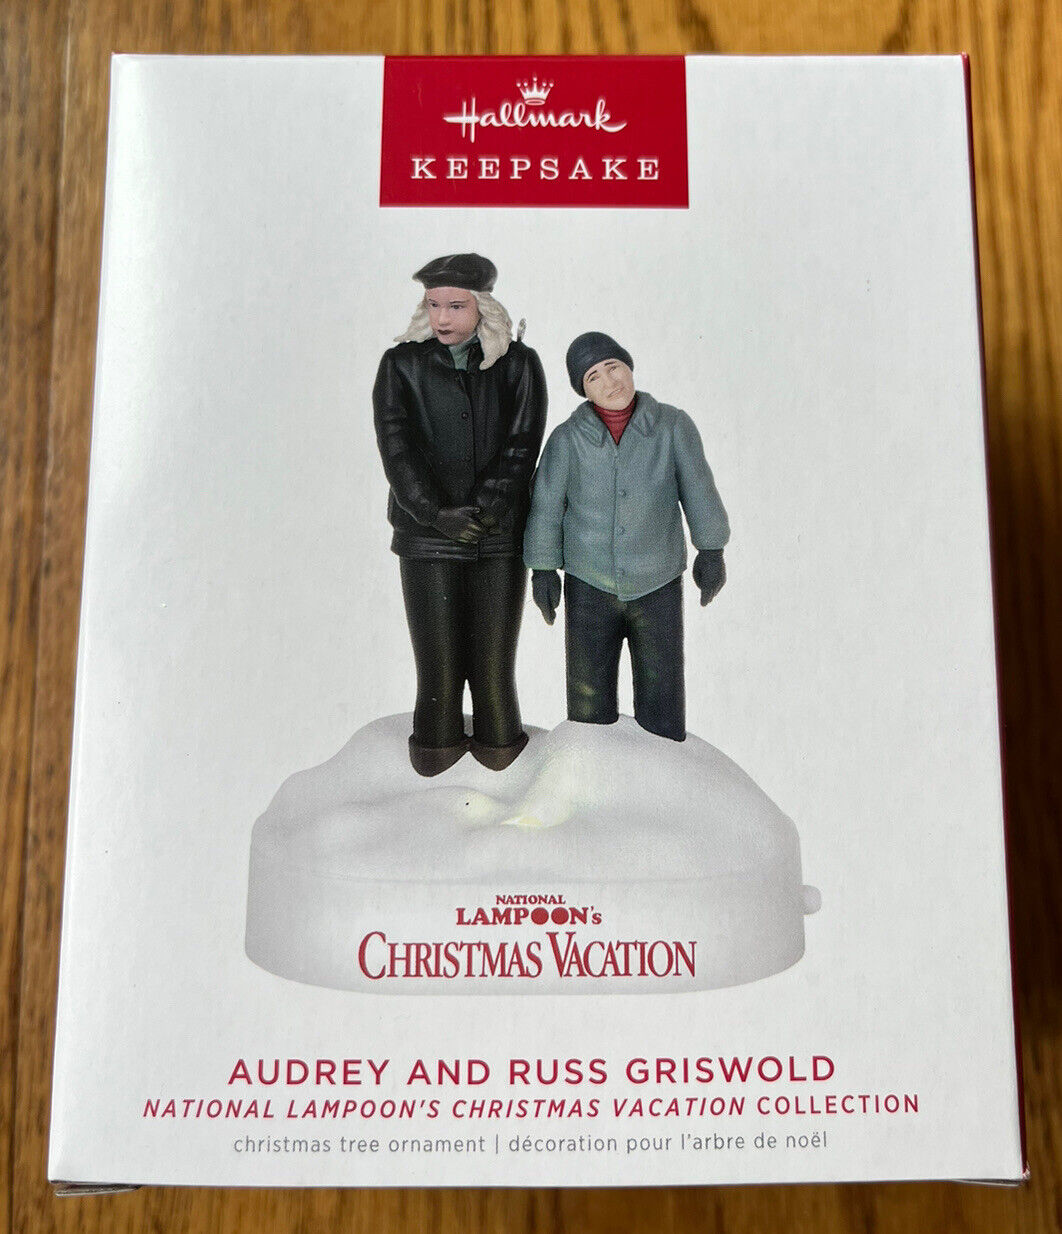 Hallmark
KEEPSAKE
NATIONAL
LAMPOON's
CHRISTMAS VACATION
AUDREY AND RUSS GRISWOLD
NATIONAL LAMPOON'S CHRISTMAS VACATION COLLECTION
christmas tree ornament | décoration pour l'arbre de noël